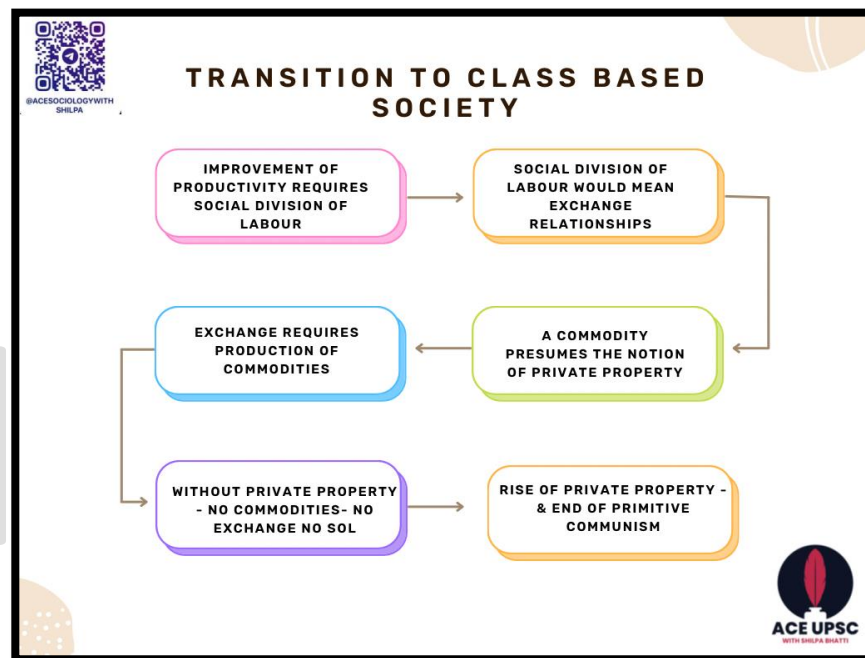 @ACESOCIOLOGYWITH
SHILPA
TRANSITION TO CLASS BASED
SOCIETY
IMPROVEMENT OF
PRODUCTIVITY REQUIRES
SOCIAL DIVISION OF
LABOUR
SOCIAL DIVISION OF
LABOUR WOULD MEAN
EXCHANGE
RELATIONSHIPS
A COMMODITY
PRESUMES THE NOTION
OF PRIVATE PROPERTY
EXCHANGE REQUIRES
PRODUCTION OF
COMMODITIES
WITHOUT PRIVATE PROPERTY
- NO COMMODITIES- NO
EXCHANGE NO SOL
RISE OF PRIVATE PROPERTY -
& END OF PRIMITIVE
COMMUNISM
ACE UPSC
WITH SHILPA BHATTI